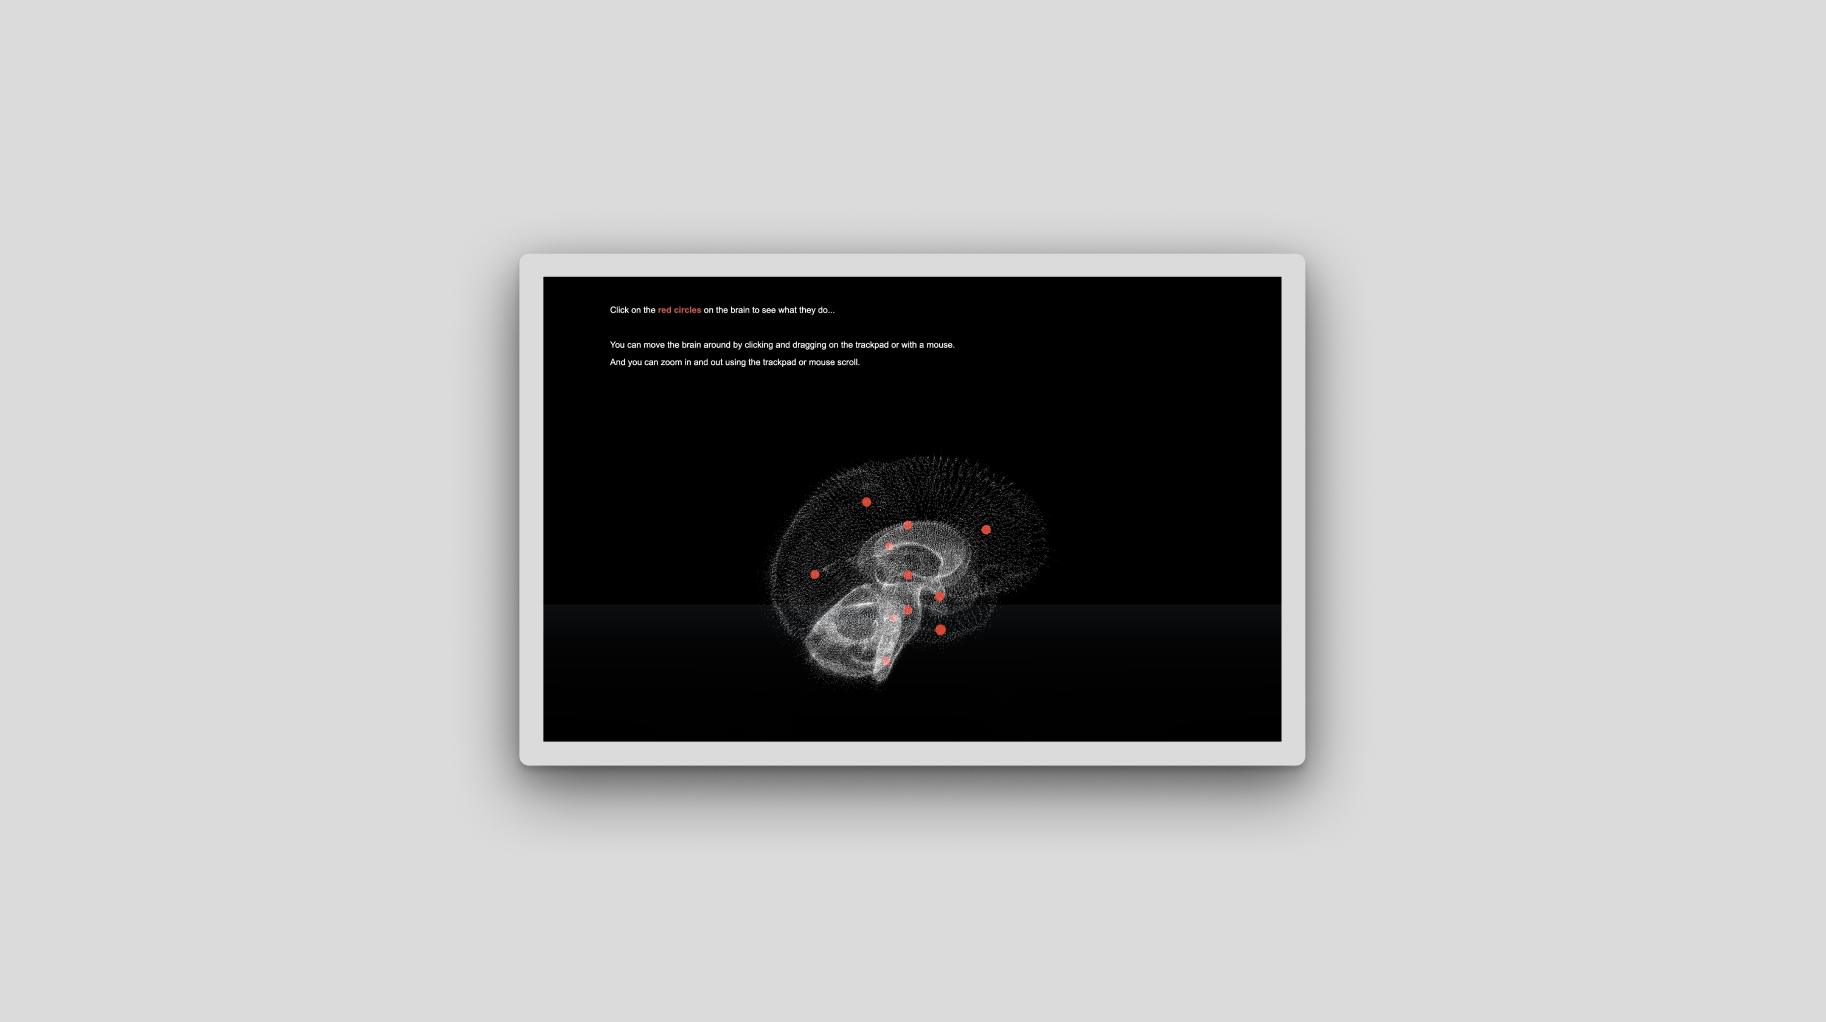 Click on the red circles on the brain to see what they do...
You can move the brain around by clicking and dragging on the trackpad or with a mouse.
And you can zoom in and out using the trackpad or mouse scroll.